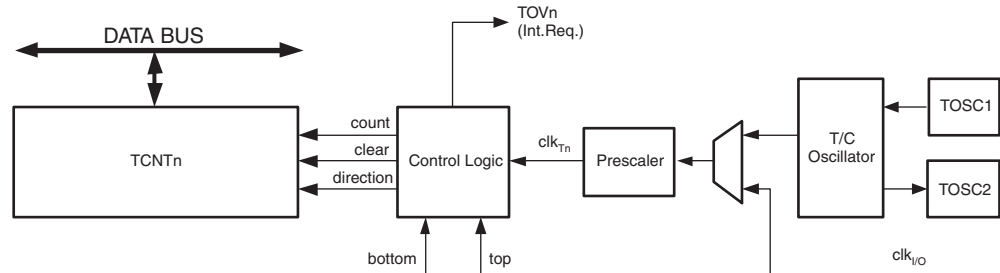 TOVn
(Int.Req.)
DATA BUS
TCNTn
count
clear
direction
Control Logic
clkTn
Prescaler
T/C
Oscillator
TOSC1
TOSC2
bottom
top
clkI/O